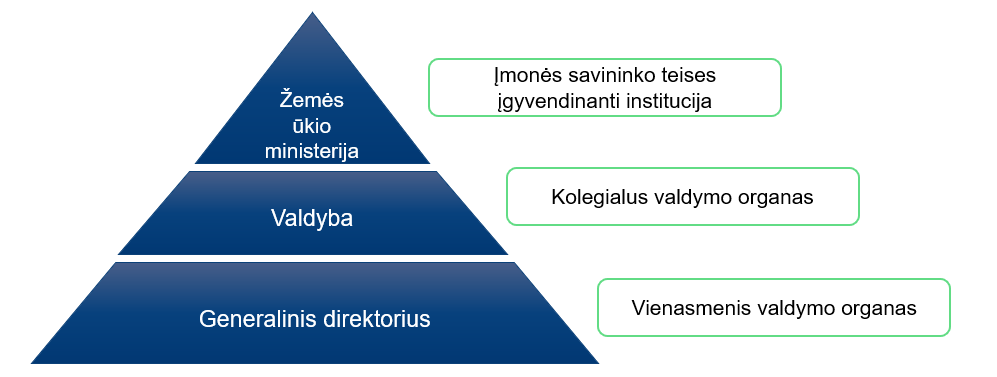 Žemės
ūkio
ministerija
Įmonės savininko teises
įgyvendinanti institucija
Valdyba
Kolegialus valdymo organas
Generalinis direktorius
Vienasmenis valdymo organas